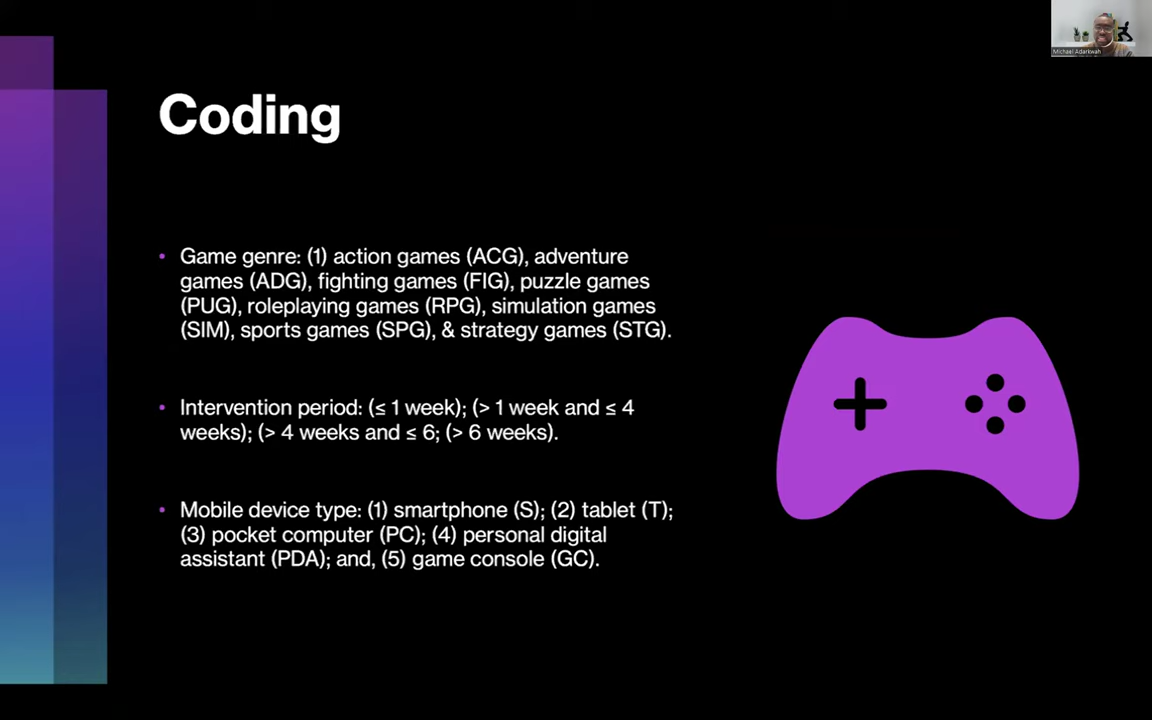 Michael Adarkwah
Coding
• Game genre: (1) action games (ACG), adventure
games (ADG), fighting games (FIG), puzzle games
(PUG), roleplaying games (RPG), simulation games
(SIM), sports games (SPG), & strategy games (STG).
• Intervention period: (≤ 1 week); (> 1 week and ≤ 4
weeks); (> 4 weeks and ≤ 6; (> 6 weeks).
• Mobile device type: (1) smartphone (S); (2) tablet (T);
(3) pocket computer (PC); (4) personal digital
assistant (PDA); and, (5) game console (GC).